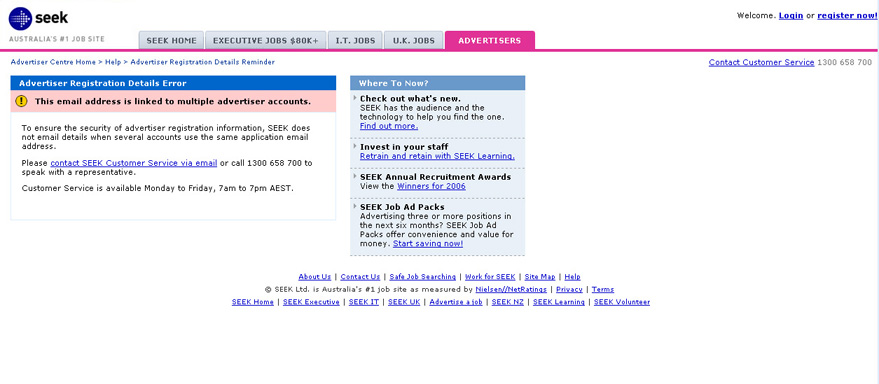 seek
AUSTRALIA'S #1 JOB SITE
Welcome. Login or register now!
SEEK HOME
EXECUTIVE JOBS $80K+
I.T. JOBS
U.K. JOBS
ADVERTISERS
Advertiser Centre Home > Help > Advertiser Registration Details Reminder
Contact Customer Service 1300 658 700
Advertiser Registration Details Error
This email address is linked to multiple advertiser accounts.
To ensure the security of advertiser registration information, SEEK does
not email details when several accounts use the same application email
address.
Please contact SEEK Customer Service via email or call 1300 658 700 to
speak with a representative.
Customer Service is available Monday to Friday, 7am to 7pm AEST.
Where To Now?
Check out what's new.
SEEK has the audience and the
technology to help you find the one.
Find out more.
Invest in your staff
Retrain and retain with SEEK Learning.
SEEK Annual Recruitment Awards
View the Winners for 2006
SEEK Job Ad Packs
Advertising three or more positions in
the next six months? SEEK Job Ad
Packs offer convenience and value for
money. Start saving now!
About Us | Contact Us | Safe Job Searching | Work for SEEK | Site Map | Help
© SEEK Ltd. is Australia's #1 job site as measured by Nielsen//NetRatings | Privacy | Terms
SEEK Home | SEEK Executive | SEEK IT | SEEK UK | Advertise a job | SEEK NZ | SEEK Learning | SEEK Volunteer